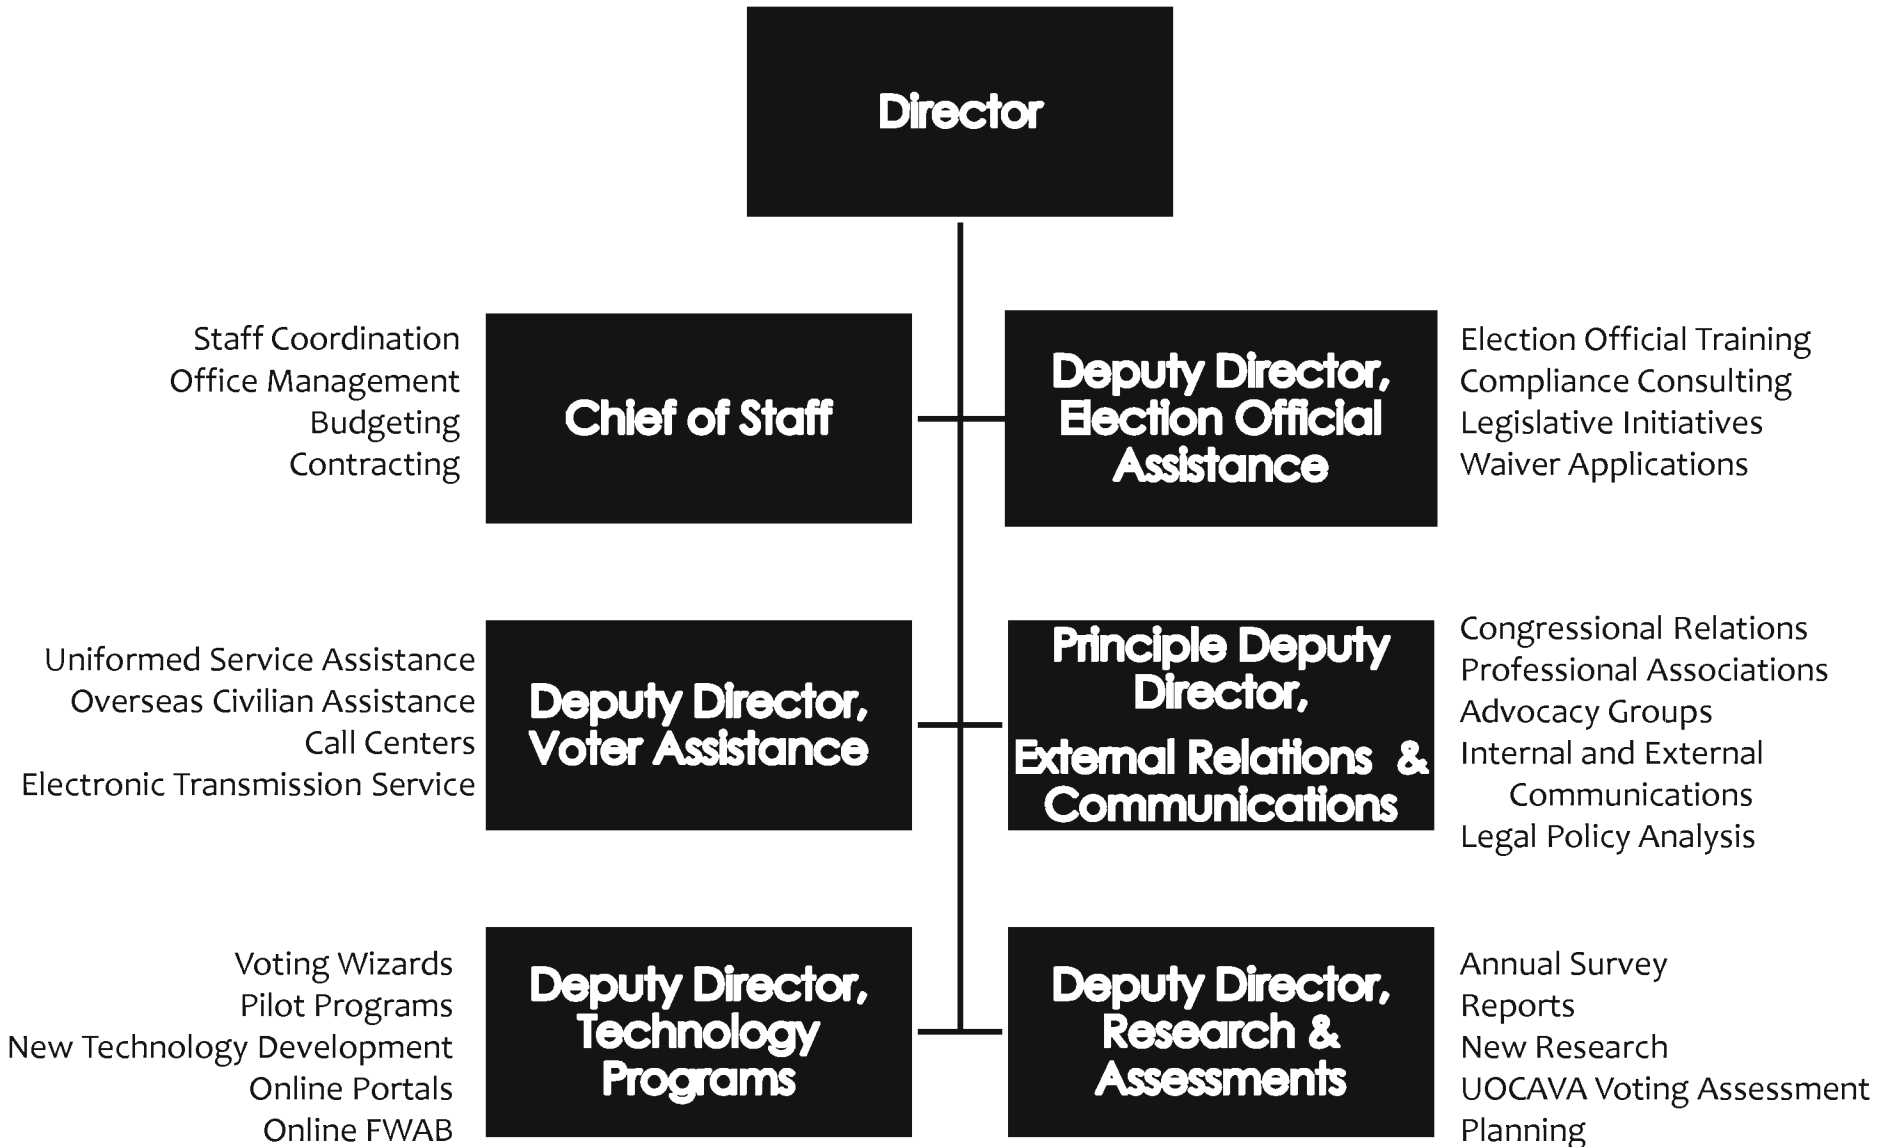 Director
Staff Coordination
Office Management
Budgeting
Contracting
Chief of Staff
Deputy Director,
Election Official
Assistance
Election Official Training
Compliance Consulting
Legislative Initiatives
Waiver Applications
Uniformed Service Assistance
Overseas Civilian Assistance
Call Centers
Electronic Transmission Service
Deputy Director,
Voter Assistance
Principle Deputy
Director,
External Relations &
Communications
Congressional Relations
Professional Associations
Advocacy Groups
Internal and External
Communications
Legal Policy Analysis
Voting Wizards
Pilot Programs
New Technology Development
Online Portals
Online FWAB
Deputy Director,
Technology
Programs
Deputy Director,
Research &
Assessments
Annual Survey
Reports
New Research
UOCAVA Voting Assessment
Planning